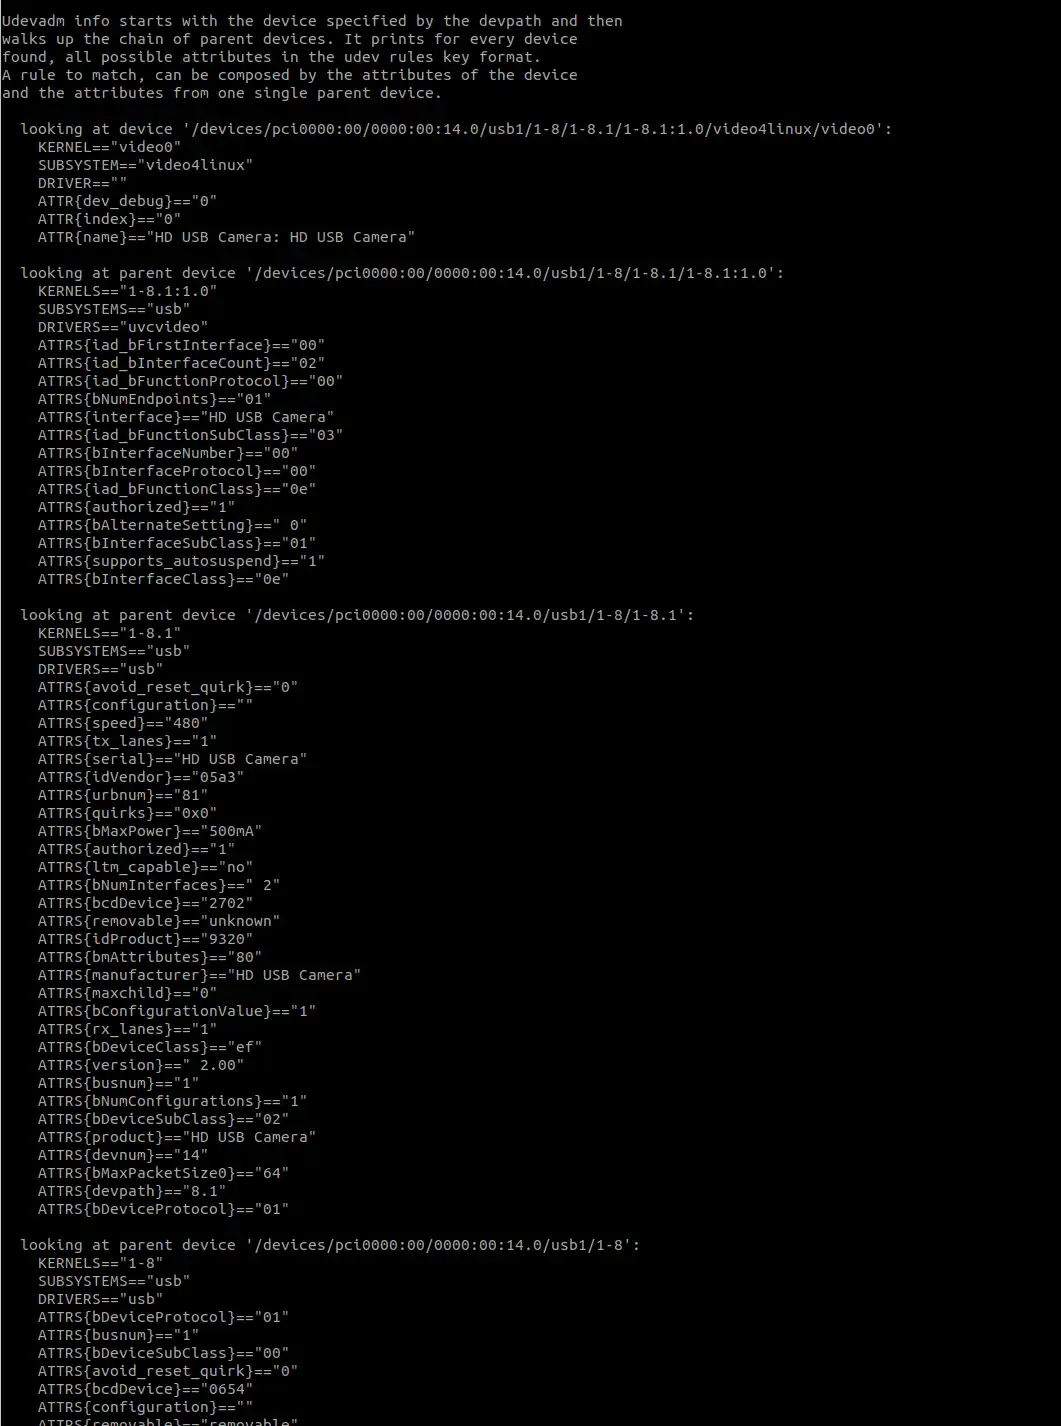 Udevadm info starts with the device specified by the devpath and then
walks up the chain of parent devices. It prints for every device
found, all possible attributes in the udev rules key format.
A rule to match, can be composed by the attributes of the device
and the attributes from one single parent device.
looking at device '/devices/pci0000:00/0000:00:14.0/usb1/1-8/1-8.1/1-8.1:1.0/video4linux/video0':
KERNEL=="video0"
SUBSYSTEM=="video4linux"
DRIVER==""
ATTR{dev_debug}=="0"
ATTR{index}=="0"
ATTR{name}=="HD USB Camera: HD USB Camera"
looking at parent device '/devices/pci0000:00/0000:00:14.0/usb1/1-8/1-8.1/1-8.1:1.0':
KERNELS=="1-8.1:1.0"
SUBSYSTEMS=="usb"
DRIVERS=="uvcvideo"
ATTRS{iad_bFirstInterface}=="00"
ATTRS{iad_bInterfaceCount}=="02"
ATTRS{iad_bFunctionProtocol}=="00"
ATTRS{bNumEndpoints}=="01"
ATTRS{interface}=="HD USB Camera"
ATTRS{iad_bFunctionSubClass}=="03"
ATTRS{bInterfaceNumber}=="00"
ATTRS{bInterfaceProtocol}=="00"
ATTRS{iad_bFunctionClass}=="0e"
ATTRS{authorized}=="1"
ATTRS{bAlternateSetting}==" 0"
ATTRS{bInterfaceSubClass}=="01"
ATTRS{supports_autosuspend}=="1"
ATTRS{bInterfaceClass}=="0e"
looking at parent device '/devices/pci0000:00/0000:00:14.0/usb1/1-8/1-8.1':
KERNELS=="1-8.1"
SUBSYSTEMS=="usb"
DRIVERS=="usb"
ATTRS{avoid_reset_quirk}=="0"
ATTRS{configuration}==""
ATTRS{speed}=="480"
ATTRS{tx_lanes}=="1"
ATTRS{serial}=="HD USB Camera"
ATTRS{idVendor}=="05a3"
ATTRS{urbnum}=="81"
ATTRS{quirks}=="0x0"
ATTRS{bMaxPower}=="500mA"
ATTRS{authorized}=="1"
ATTRS{ltm_capable}=="no"
ATTRS{bNumInterfaces}==" 2"
ATTRS{bcdDevice}=="2702"
ATTRS{removable}=="unknown"
ATTRS{idProduct}=="9320"
ATTRS{bmAttributes}=="80"
ATTRS{manufacturer}=="HD USB Camera"
ATTRS{maxchild}=="0"
ATTRS{bConfigurationValue}=="1"
ATTRS{rx_lanes}=="1"
ATTRS{bDeviceClass}=="ef"
ATTRS{version}==" 2.00"
ATTRS{busnum}=="1"
ATTRS{bNumConfigurations}=="1"
ATTRS{bDeviceSubClass}=="02"
ATTRS{product}=="HD USB Camera"
ATTRS{devnum}=="14"
ATTRS{bMaxPacketSize0}=="64"
ATTRS{devpath}=="8.1"
ATTRS{bDeviceProtocol}=="01"
looking at parent device '/devices/pci0000:00/0000:00:14.0/usb1/1-8':
KERNELS=="1-8"
SUBSYSTEMS=="usb"
DRIVERS=="usb"
ATTRS{bDeviceProtocol}=="01"
ATTRS{busnum}=="1"
ATTRS{bDeviceSubClass}=="00"
ATTRS{avoid_reset_quirk}=="0"
ATTRS{bcdDevice}=="0654"
ATTRS{configuration}==""
ATTRS{removable}=="removable"